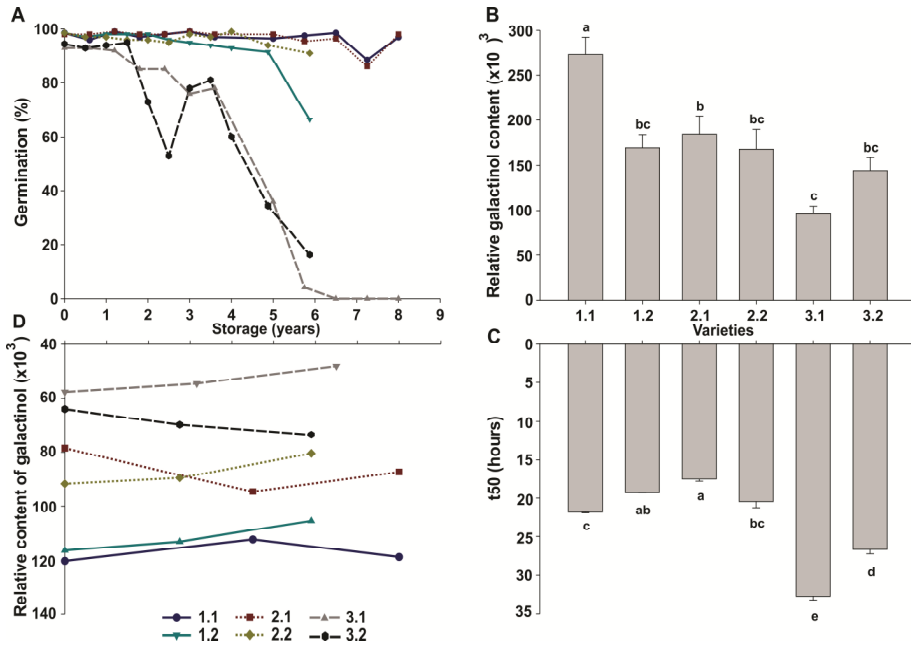 A
Germination (%)
100
80
60
40
20
0
0 1 2 3 4 5 6 7 8 9
Storage (years)
B
Relative galactinol content (x10 3)
300
200
150
100
50
0
a
bc
b
bc
c
bc
1.1 1.2 2.1 2.2 3.1 3.2
Varieties
D
Relative content of galactinol (x10 3)
40
60
80
100
120
140
1.1 2.1 3.1
1.2 2.2 3.2
C
t50 (hours)
0
5
10
15
20
25
30
35
c
ab
a
bc
e
d